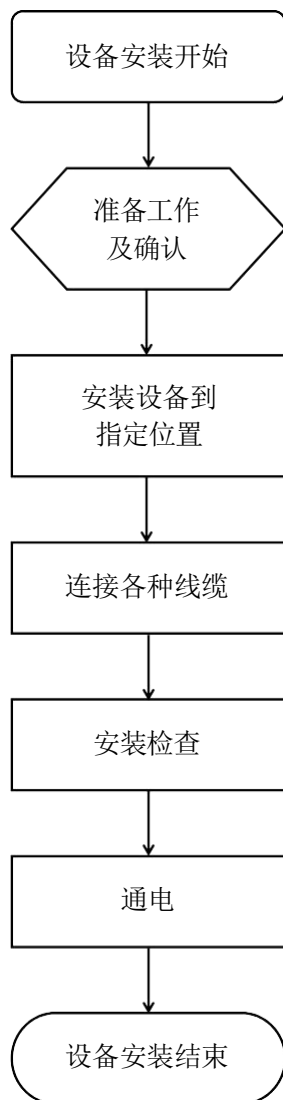 设备安装开始
准备工作
及确认
安装设备到
指定位置
连接各种线缆
安装检查
通电
设备安装结束